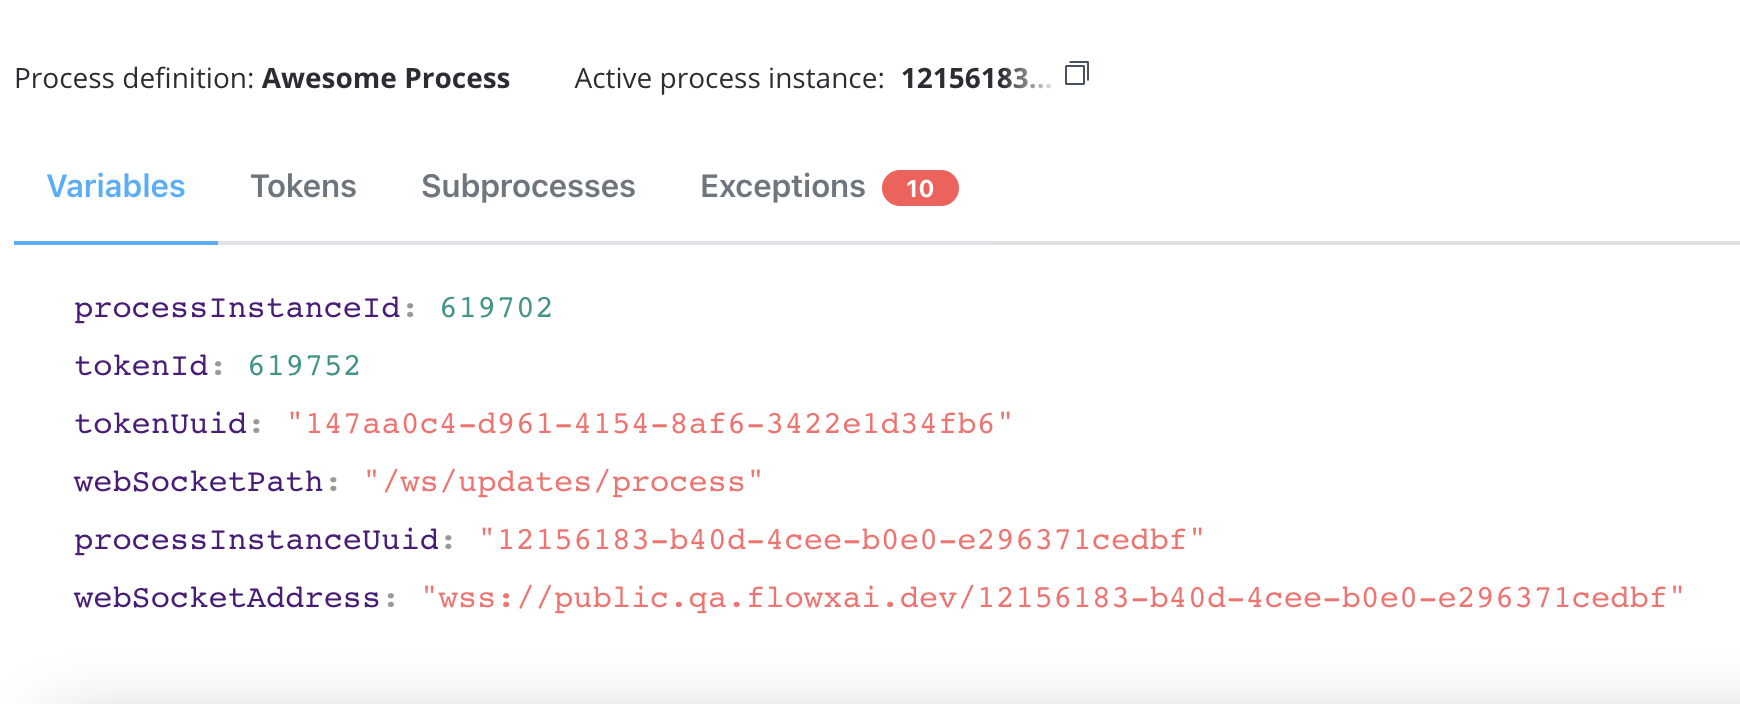 Process definition: Awesome Process Active process instance: 12156183...
Variables Tokens Subprocesses Exceptions 10
processInstanceId: 619702
tokenId: 619752
tokenUuid: "147aa0c4-d961-4154-8af6-3422e1d34fb6"
webSocketPath: "/ws/updates/process"
processInstanceUuid: "12156183-b40d-4cee-b0e0-e296371cedbf"
webSocketAddress: "wss://public.qa.flowxai.dev/12156183-b40d-4cee-b0e0-e296371cedbf"